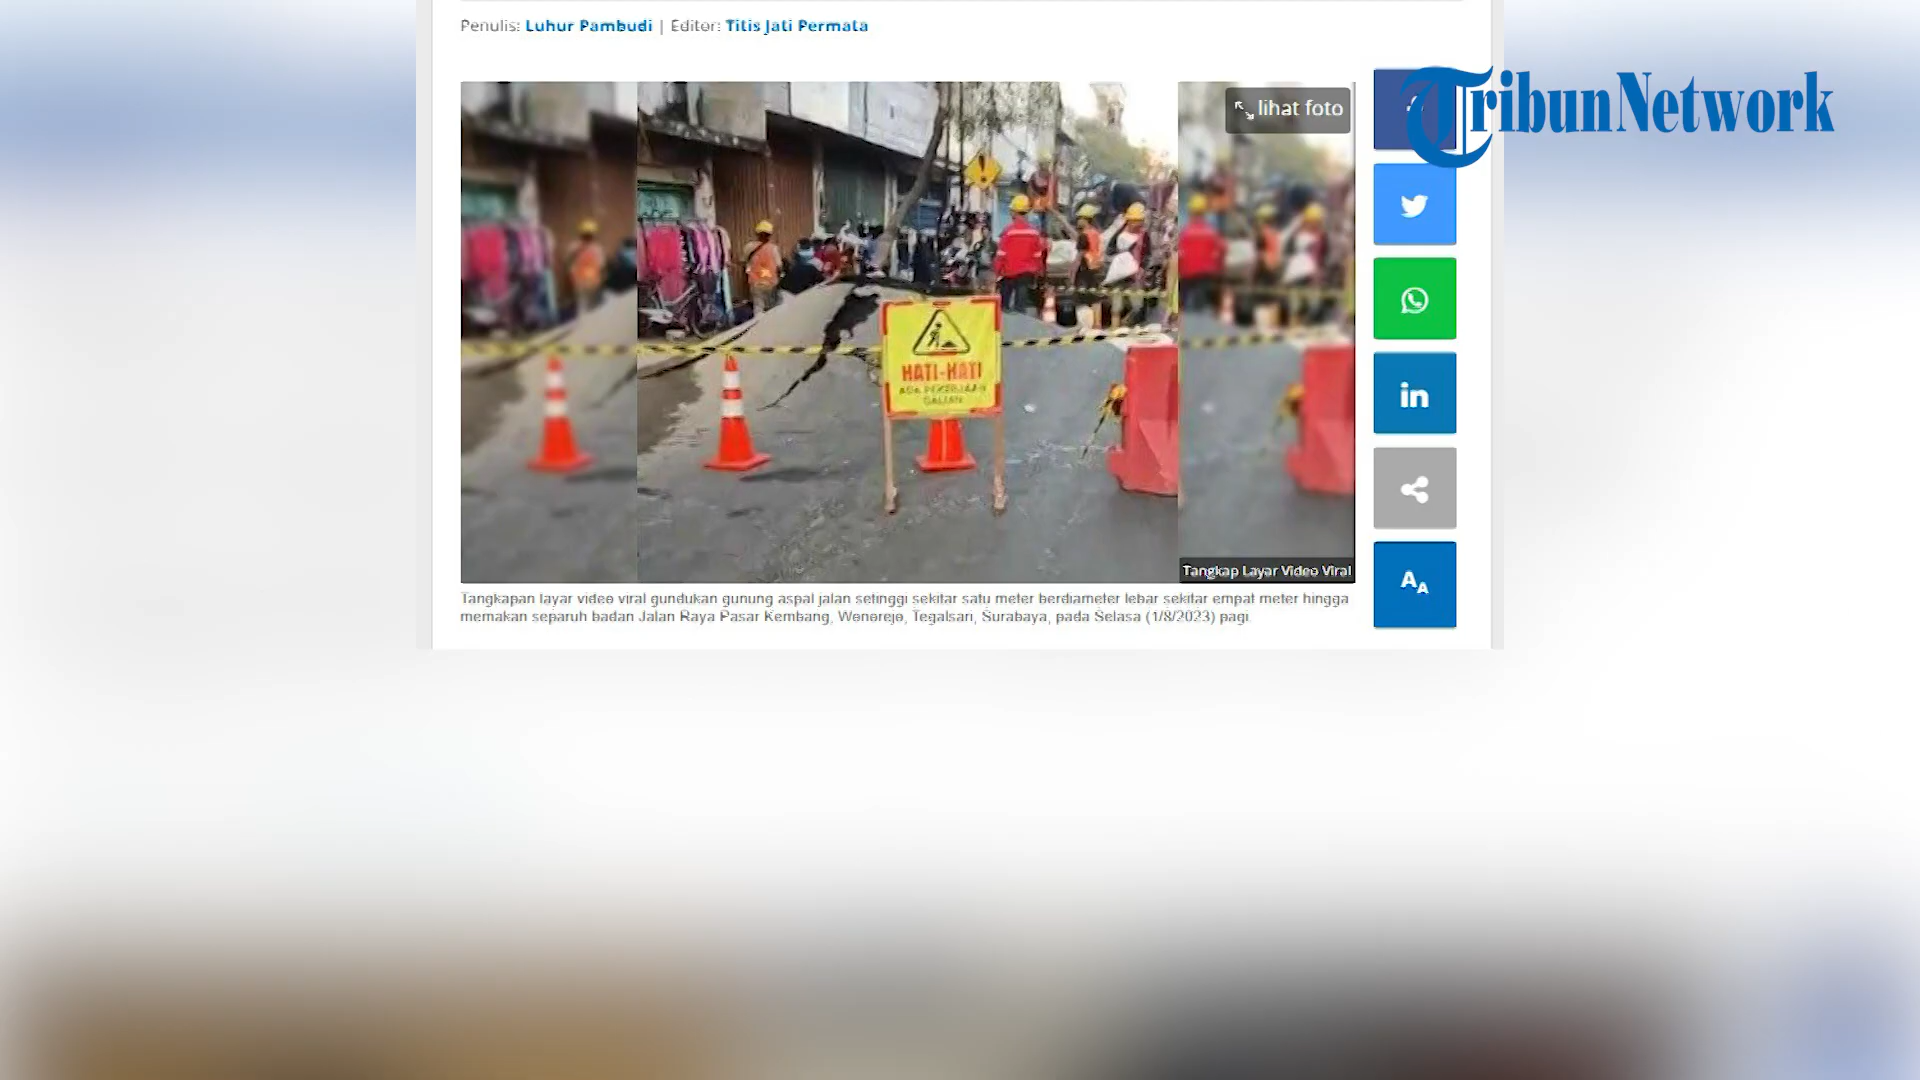 Penulis: Luhur Pambudi | Editor: Titis Jati Permata
TribunNetwork
lihat foto
HATI-HATI
ADA PEKERJAAN
GALIAN
Tangkap Layar Video Viral
Tangkapan layar video viral gundukan gunung aspal jalan setinggi sekitar satu meter berdiameter lebar sekitar empat meter hingga
memakan separuh badan Jalan Raya Pasar Kembang, Wonorejo, Tegalsari, Surabaya, pada Selasa (1/8/2023) pagi.
in
AA